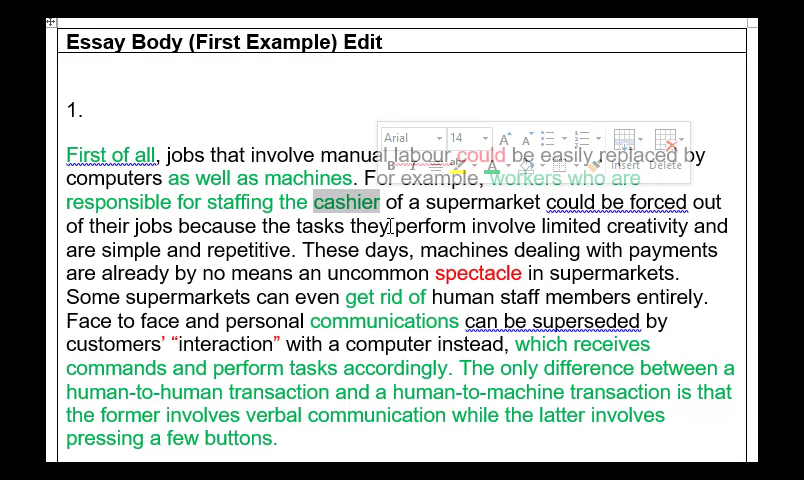 Essay Body (First Example) Edit
1.
Arial 14
First of all, jobs that involve manual labour could be easily replaced by
Insert Delete
computers as well as machines. For example, workers who are
responsible for staffing the cashier of a supermarket could be forced out
of their jobs because the tasks they perform involve limited creativity and
are simple and repetitive. These days, machines dealing with payments
are already by no means an uncommon spectacle in supermarkets.
Some supermarkets can even get rid of human staff members entirely.
Face to face and personal communications can be superseded by
customers’ “interaction” with a computer instead, which receives
commands and perform tasks accordingly. The only difference between a
human-to-human transaction and a human-to-machine transaction is that
the former involves verbal communication while the latter involves
pressing a few buttons.